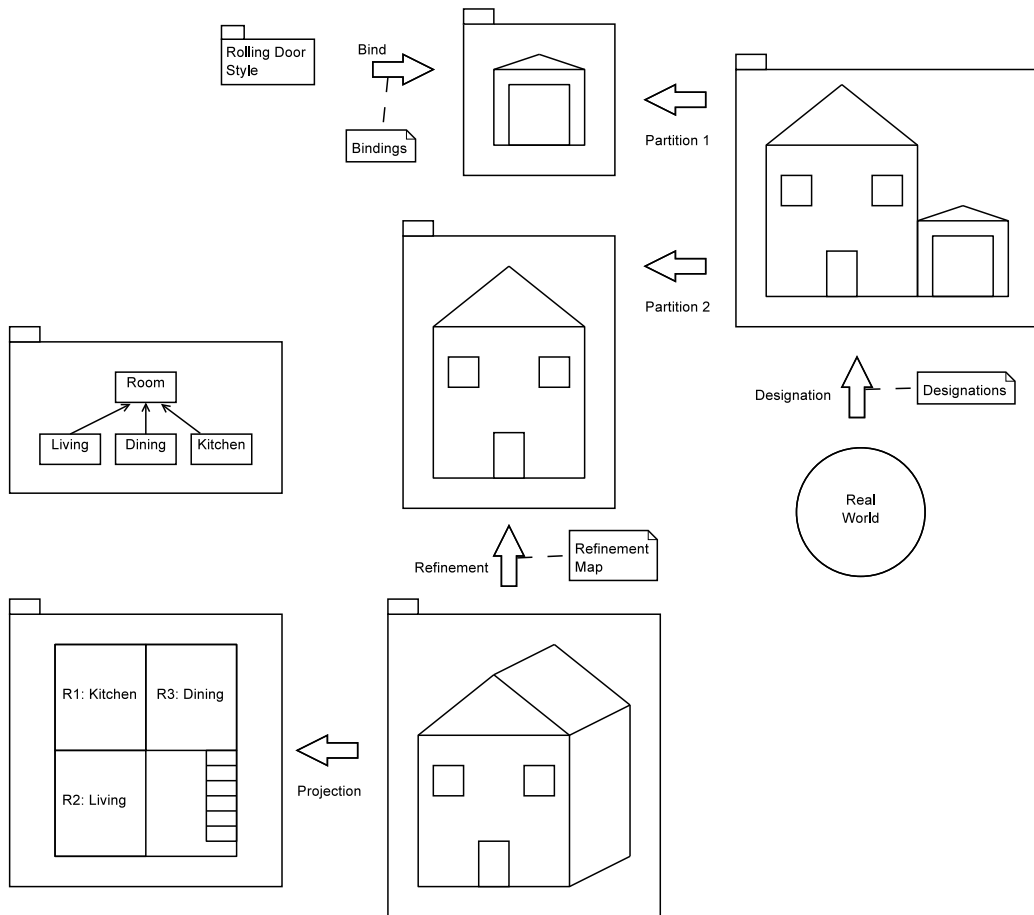 Rolling Door
Style
Bind
Bindings
Partition 1
Partition 2
Room
Living
Dining
Kitchen
Designation
Designations
Real
World
Refinement
Refinement
Map
R1: Kitchen
R3: Dining
R2: Living
Projection